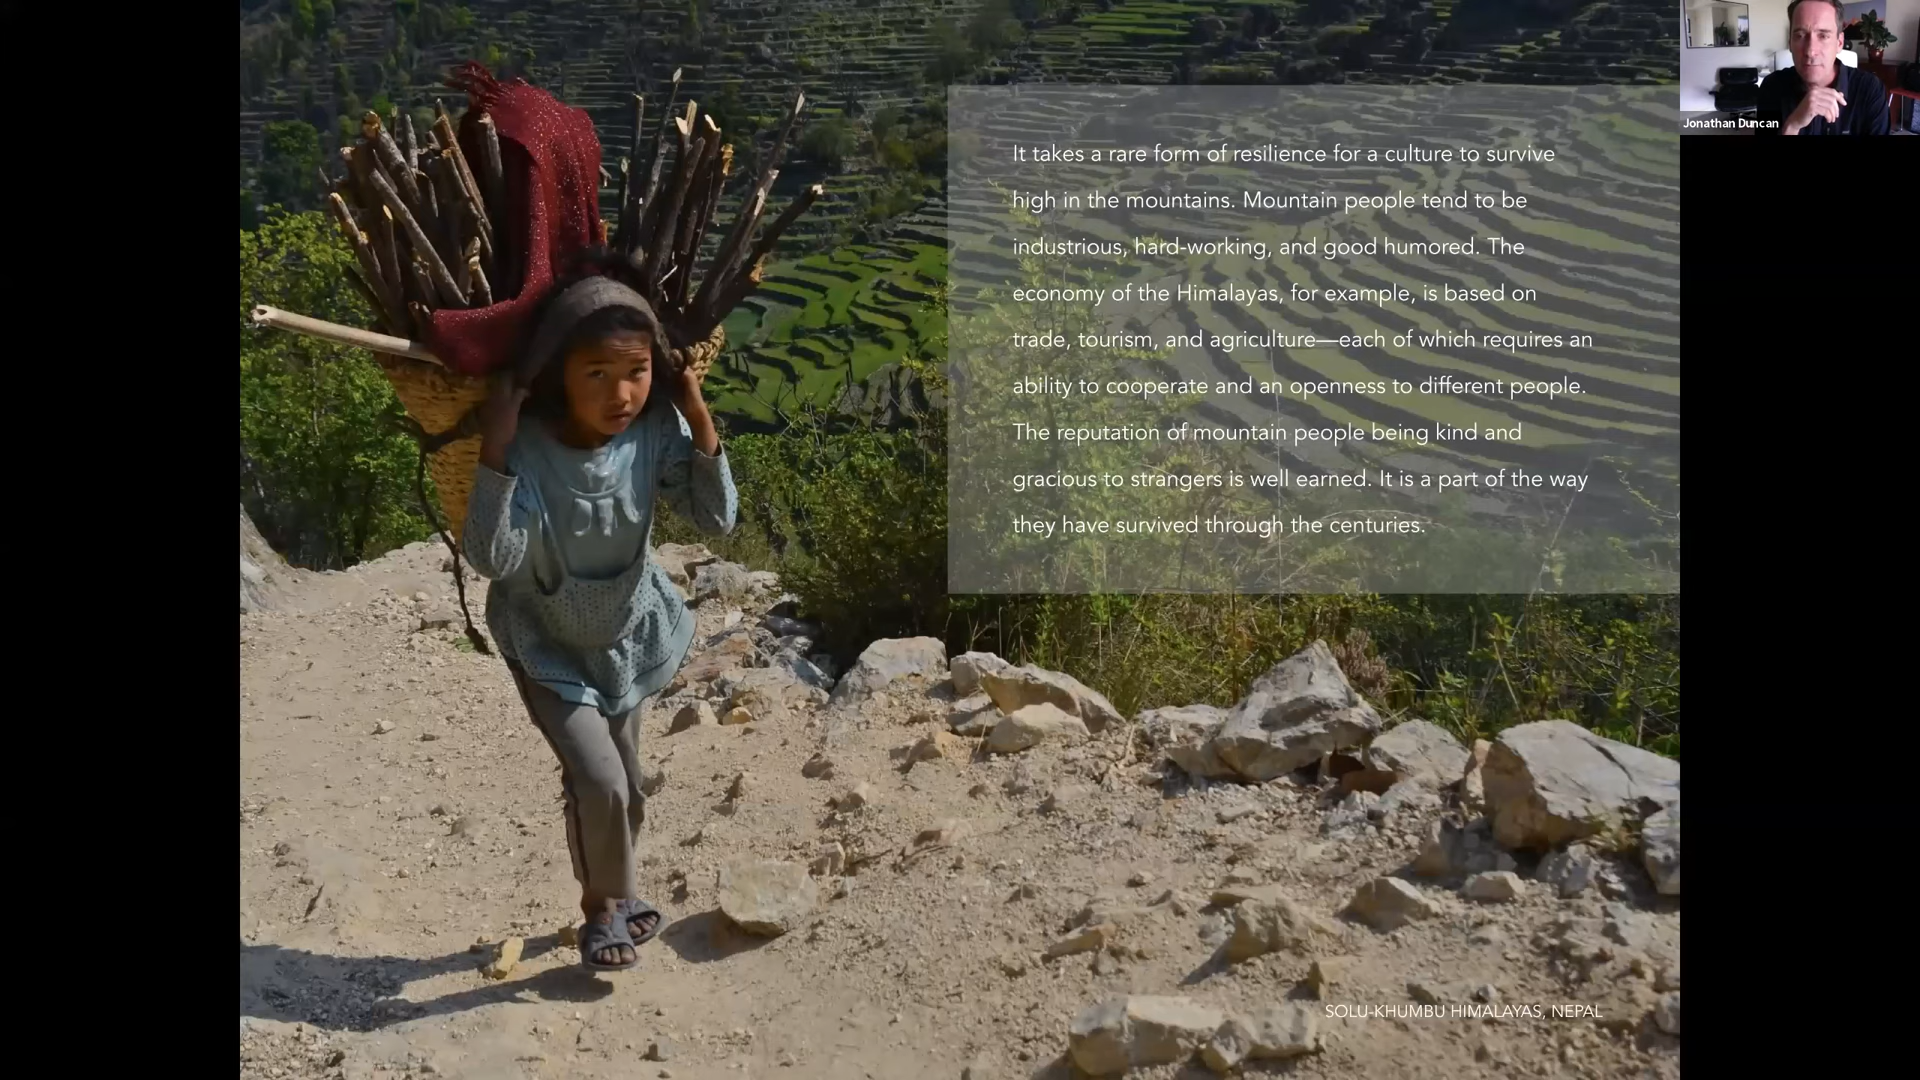 It takes a rare form of resilience for a culture to survive
high in the mountains. Mountain people tend to be
industrious, hard-working, and good humored. The
economy of the Himalayas, for example, is based on
trade, tourism, and agriculture—each of which requires an
ability to cooperate and an openness to different people.
The reputation of mountain people being kind and
gracious to strangers is well earned. It is a part of the way
they have survived through the centuries.
SOLU-KHUMBU HIMALAYAS, NEPAL
Jonathan Duncan